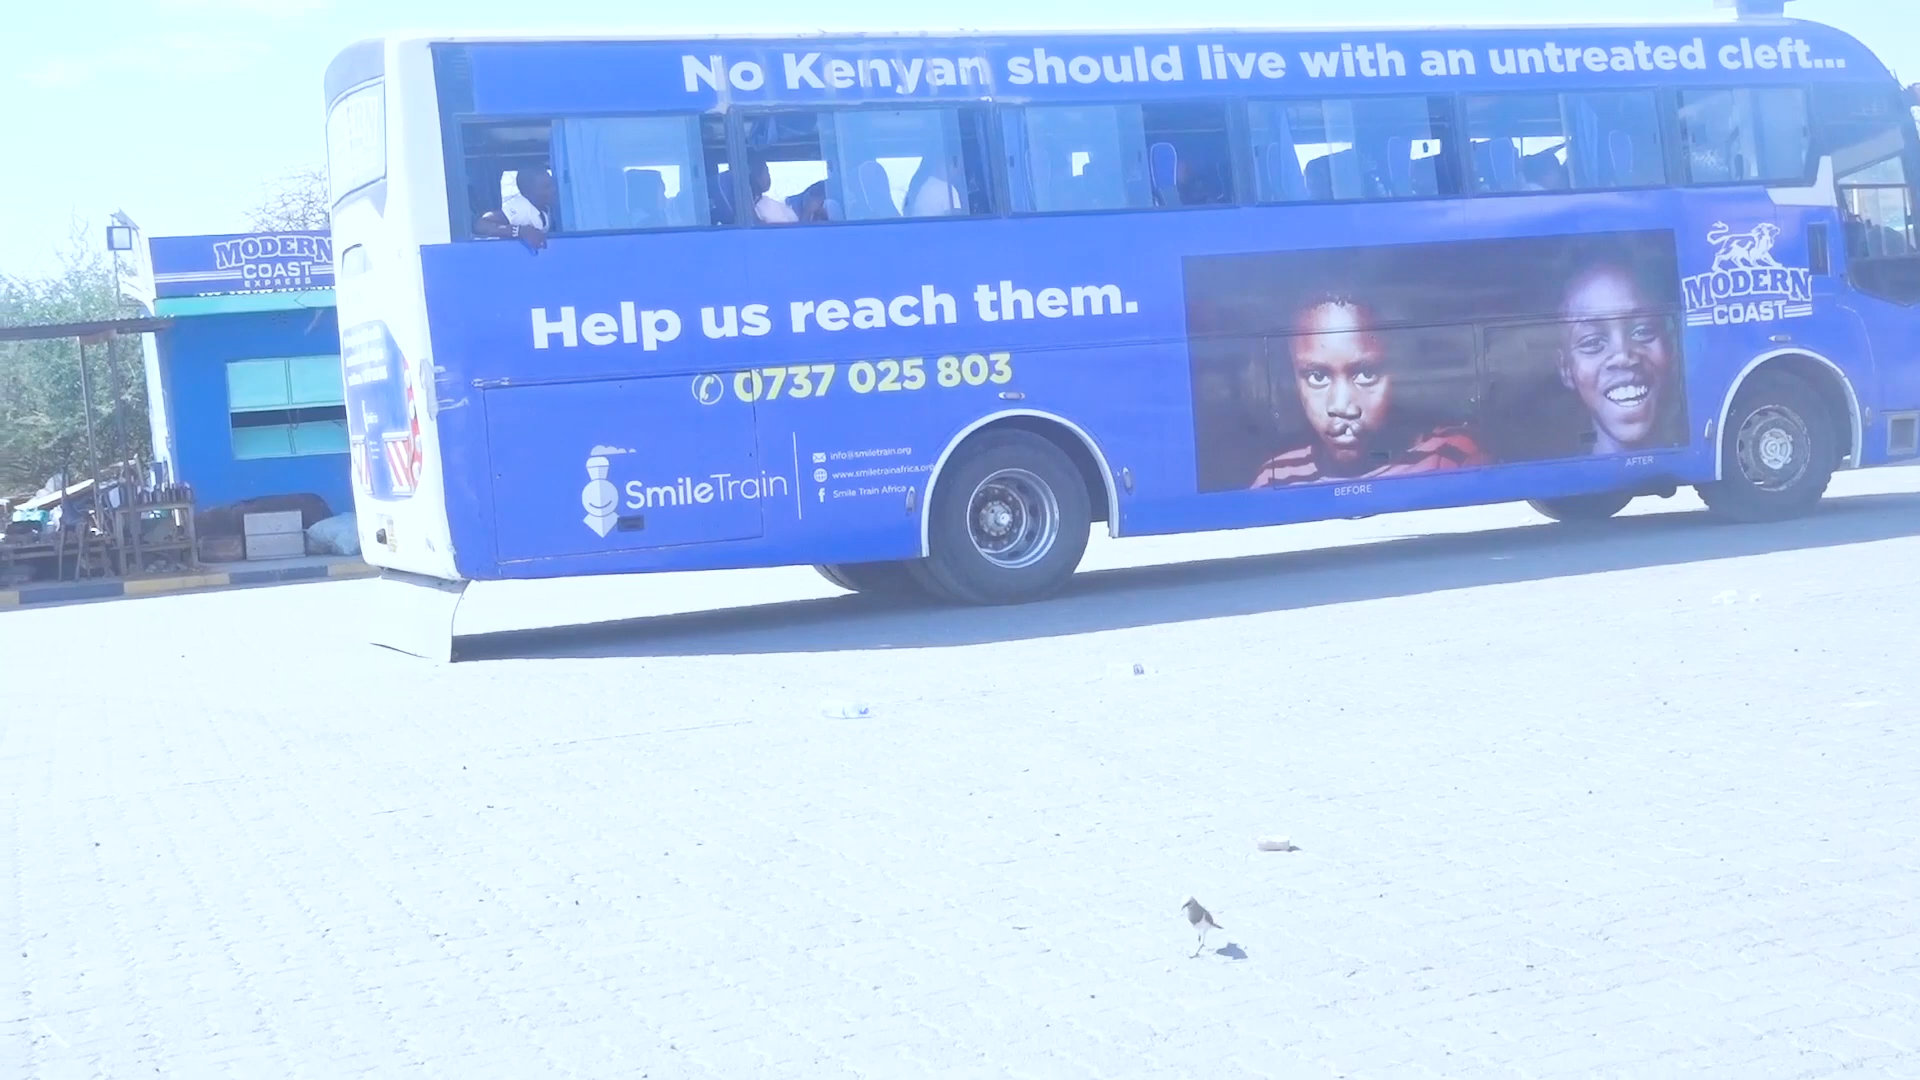 No Kenyan should live with an untreated cleft...
MODERN
COAST
EXPRESS
Help us reach them.
0737 025 803
SmileTrain
info@smiletrain.org
www.smiletrainafrica.org
Smile Train Africa
BEFORE
AFTER
MODERN
COAST